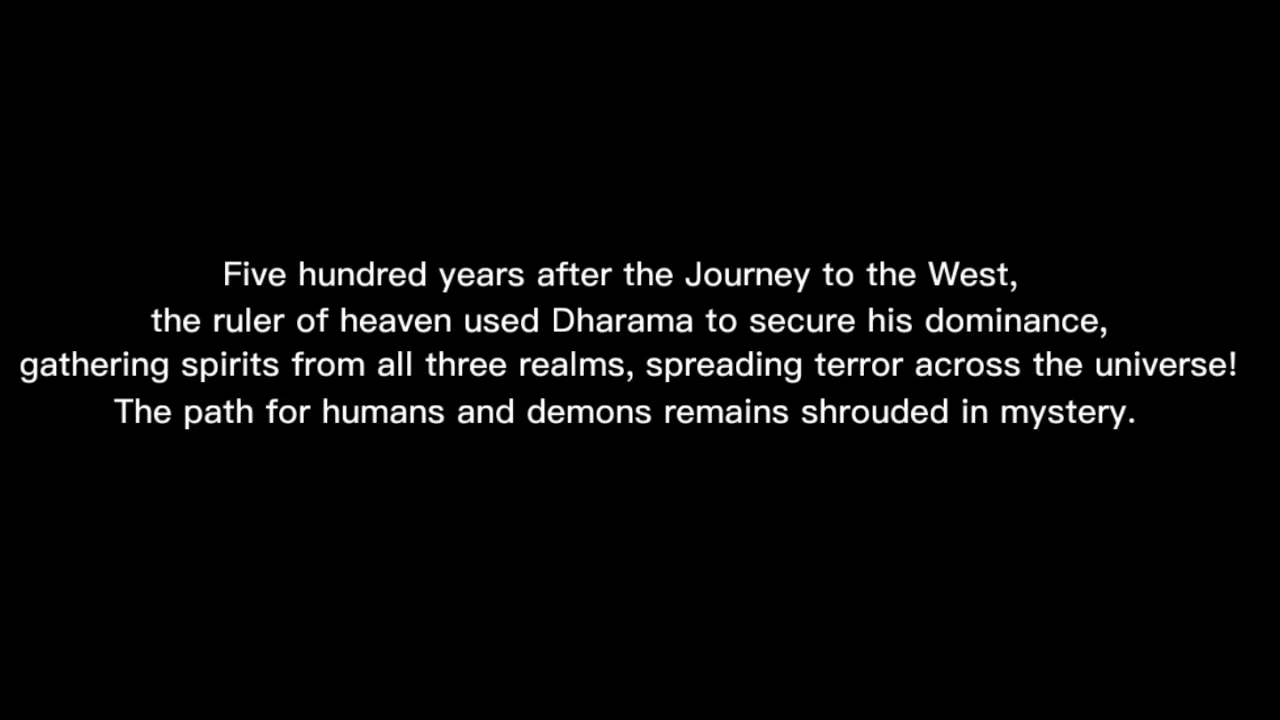 Five hundred years after the Journey to the West,
the ruler of heaven used Dharama to secure his dominance,
gathering spirits from all three realms, spreading terror across the universe!
The path for humans and demons remains shrouded in mystery.